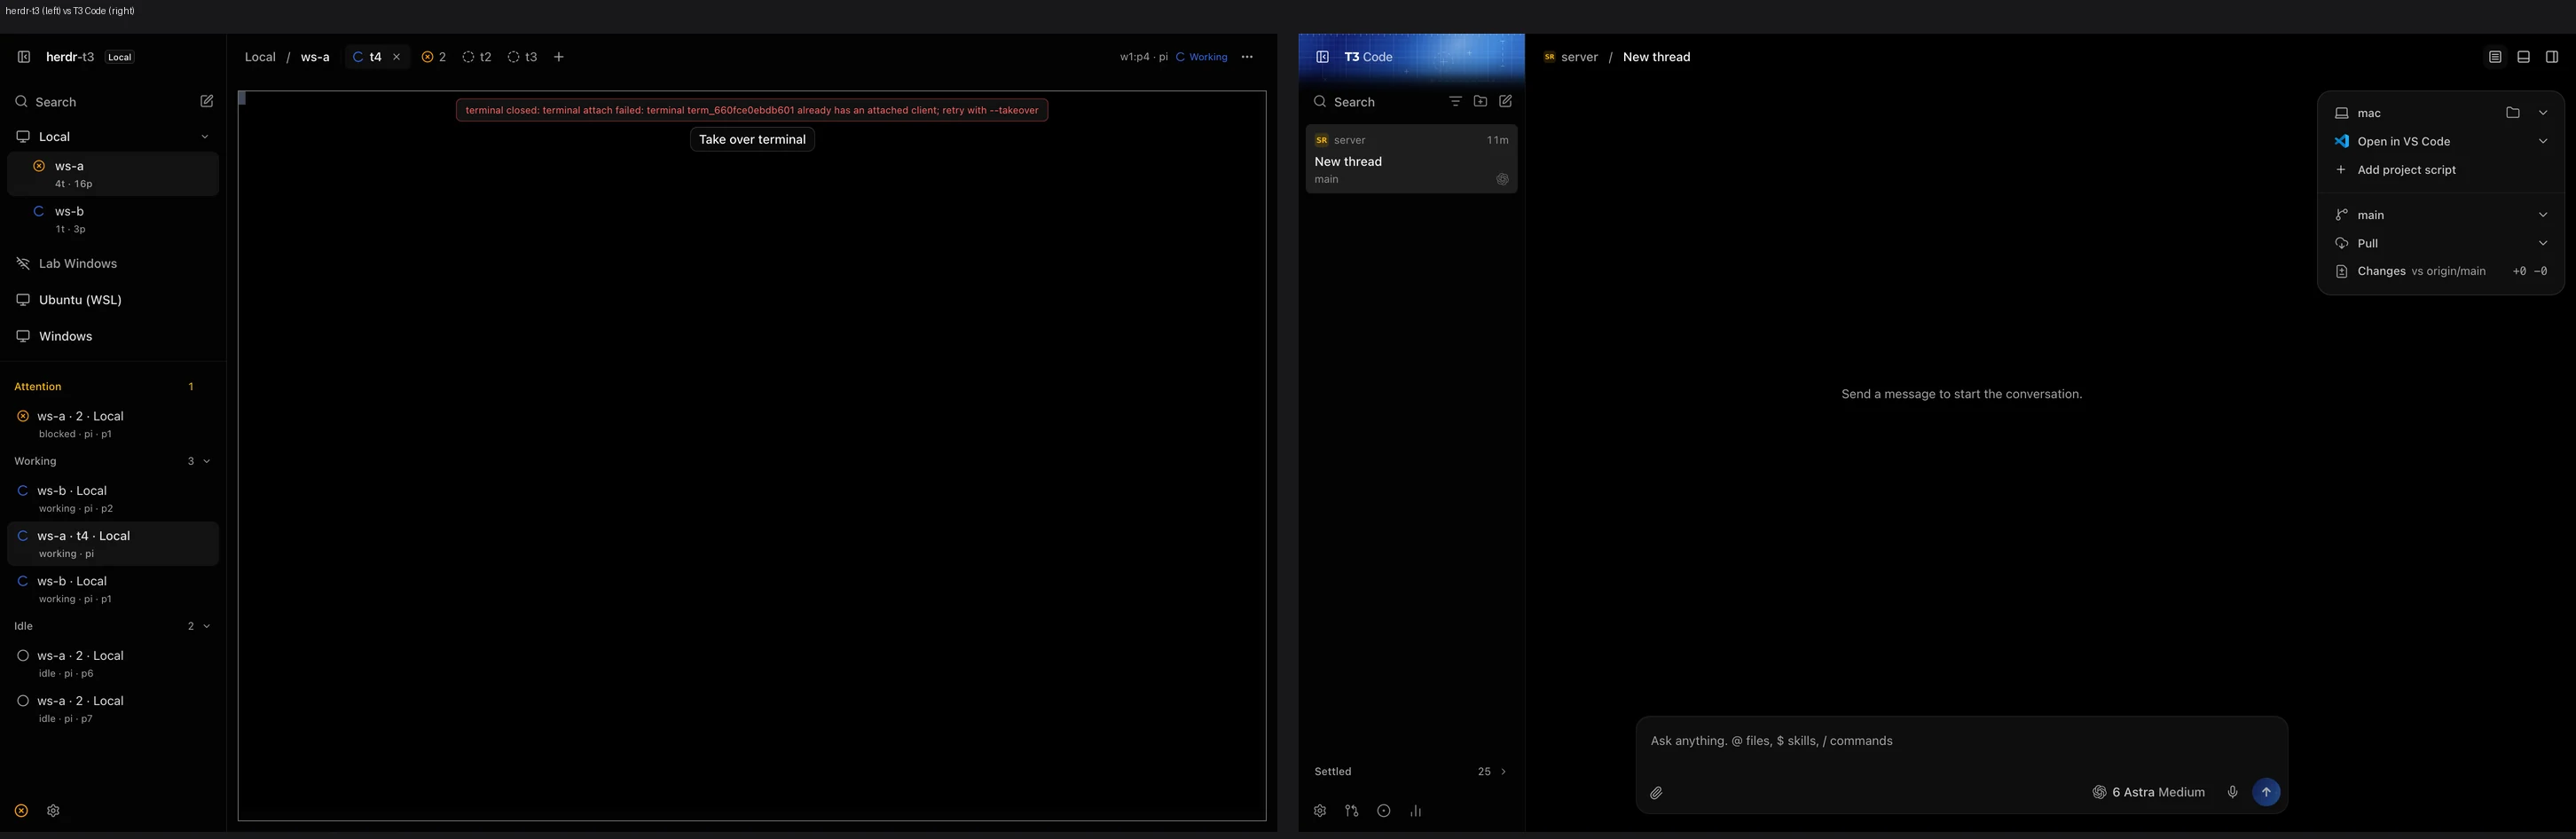 herdr-t3 (left) vs T3 Code (right)
herdr-t3 Local
Search
Local
ws-a
4t · 16p
ws-b
1t · 3p
Lab Windows
Ubuntu (WSL)
Windows
Attention 1
ws-a · 2 · Local
blocked · pi · p1
Working 3
ws-b · Local
working · pi · p2
ws-a · t4 · Local
working · pi
ws-b · Local
working · pi · p1
Idle 2
ws-a · 2 · Local
idle · pi · p6
ws-a · 2 · Local
idle · pi · p7
Local / ws-a t4 2 t2 t3 w1:p4 · pi Working
terminal closed: terminal attach failed: terminal term_660fce0ebdb601 already has an attached client; retry with --takeover
Take over terminal
T3 Code
Search
SR server 11m
New thread
main
Settled 25
SR server / New thread
mac
Open in VS Code
Add project script
main
Pull
Changes vs origin/main +0 −0
Send a message to start the conversation.
Ask anything. @ files, $ skills, / commands
6 Astra Medium